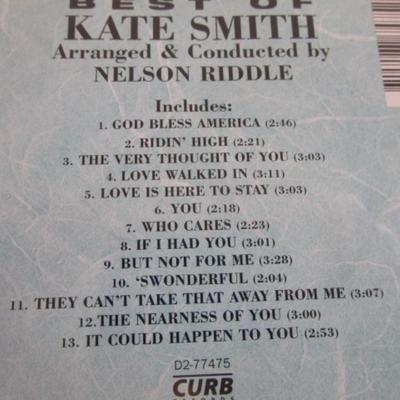 BEST OF
KATE SMITH
Arranged & Conducted by
NELSON RIDDLE
Includes:
1. GOD BLESS AMERICA (2:46)
2. RIDIN' HIGH (2:21)
3. THE VERY THOUGHT OF YOU (3:03)
4. LOVE WALKED IN (3:11)
5. LOVE IS HERE TO STAY (3:03)
6. YOU (2:18)
7. WHO CARES (2:23)
8. IF I HAD YOU (3:01)
9. BUT NOT FOR ME (3:28)
10. ‘SWONDERFUL (2:04)
11. THEY CAN'T TAKE THAT AWAY FROM ME (3:07)
12.THE NEARNESS OF YOU (3:00)
13. IT COULD HAPPEN TO YOU (2:53)
D2-77475
CURB
RECORDS